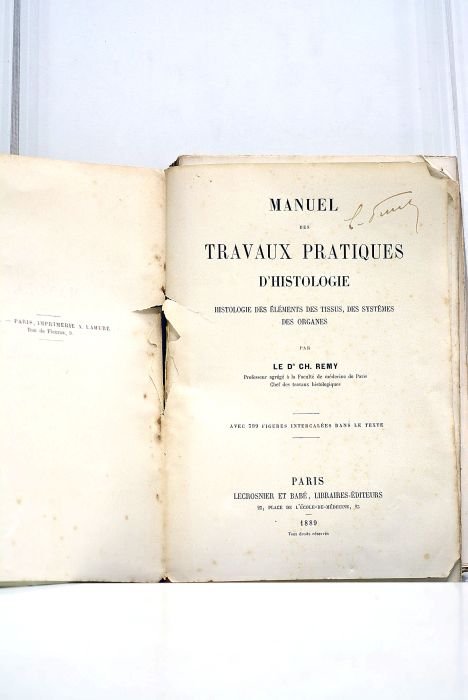 — PARIS, IMPRIMERIE A. LAHURE
Rue de Fleurus, 9.
MANUEL
DES
TRAVAUX PRATIQUES
D'HISTOLOGIE
HISTOLOGIE DES ÉLÉMENTS DES TISSUS, DES SYSTÈMES
DES ORGANES
PAR
LE Dr CH. REMY
Professeur agrégé à la Faculté de médecine de Paris
Chef des travaux histologiques
AVEC 799 FIGURES INTERCALÉES DANS LE TEXTE
PARIS
LECROSNIER ET BABÉ, LIBRAIRES-ÉDITEURS
PLACE DE L'ÉCOLE-DE-MÉDECINE,
1889
Tous droits réservés